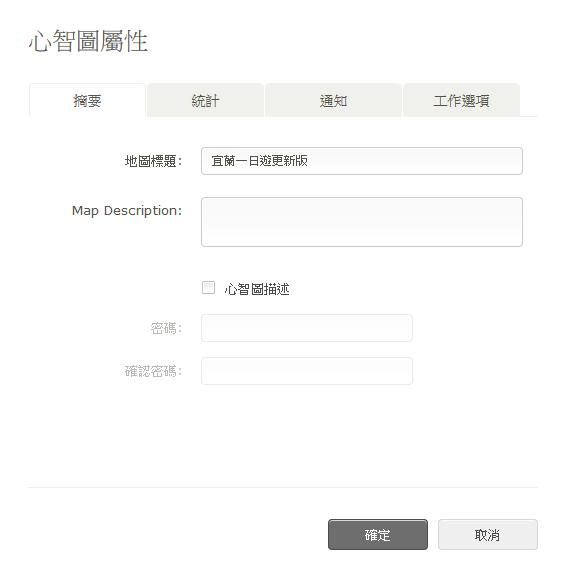 心智圖屬性
摘要 統計 通知 工作選項
地圖標題: 宜蘭一日遊更新版
Map Description:
心智圖描述
密碼:
確認密碼:
確定 取消